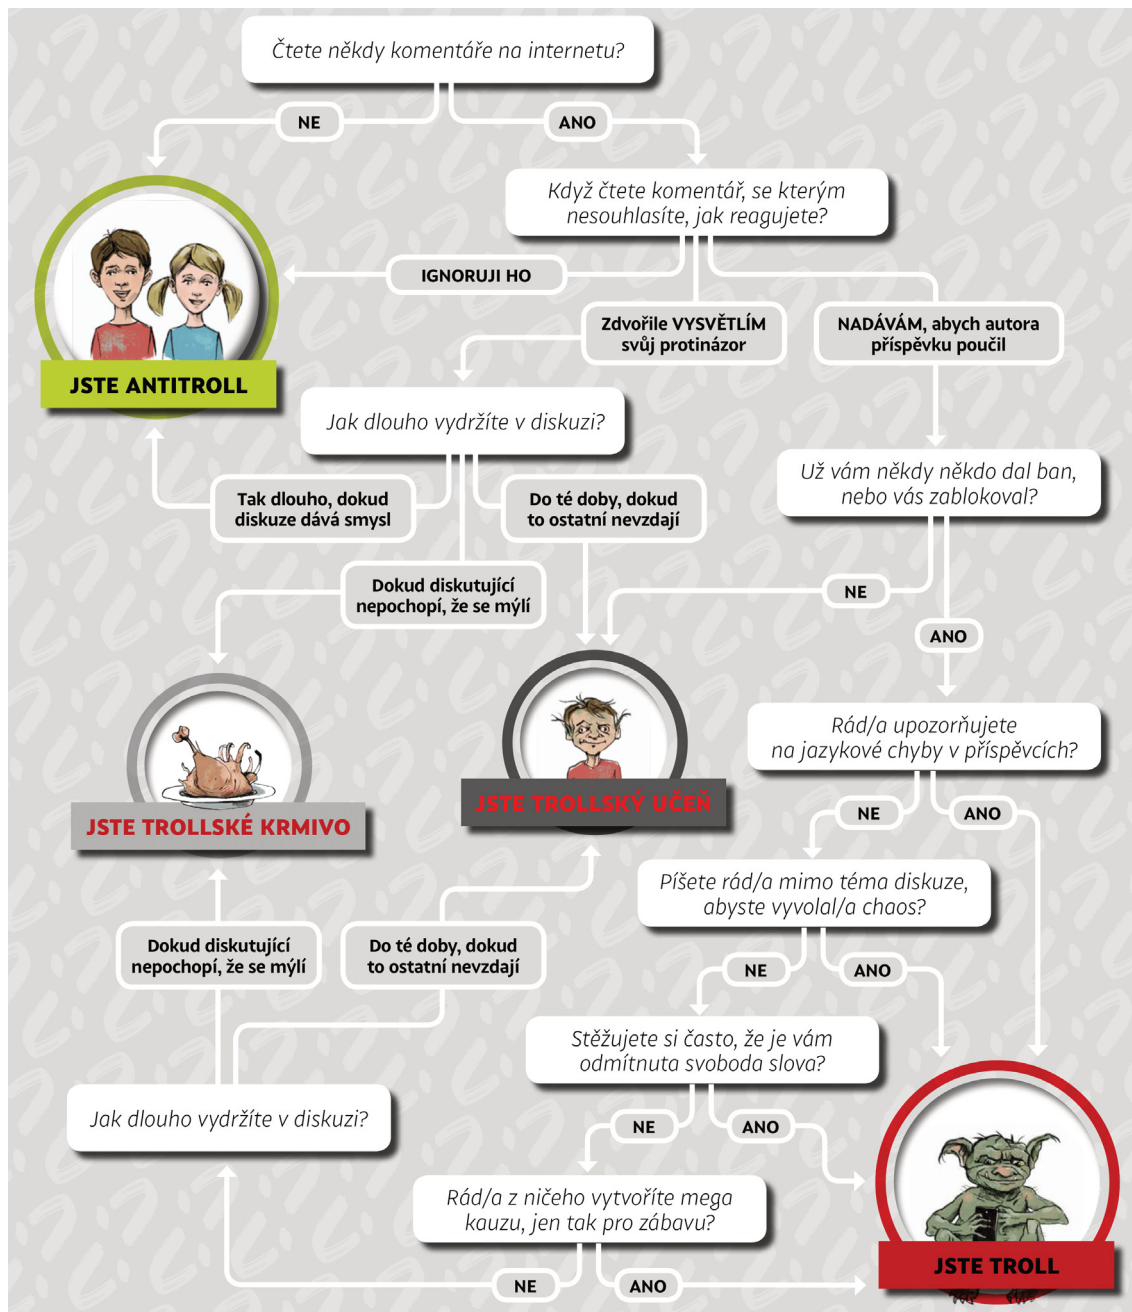 Čtete někdy komentáře na internetu?
NE
ANO
Když čtete komentář, se kterým
nesouhlasíte, jak reagujete?
IGNORUJI HO
Zdvořile VYSVĚTLÍM
svůj protinázor
NADÁVÁM, abych autora
příspěvku poučil
JSTE ANTITROLL
Jak dlouho vydržíte v diskuzi?
Už vám někdy někdo dal ban,
nebo vás zablokoval?
Tak dlouho, dokud
diskuze dává smysl
Do té doby, dokud
to ostatní nevzdají
Dokud diskutující
nepochopí, že se mýlí
NE
ANO
Rád/a upozorňujete
na jazykové chyby v příspěvcích?
JSTE TROLLSKÉ KRMIVO
JSTE TROLLSKÝ UČEŇ
NE
ANO
Píšete rád/a mimo téma diskuze,
abyste vyvolal/a chaos?
Dokud diskutující
nepochopí, že se mýlí
Do té doby, dokud
to ostatní nevzdají
NE
ANO
Stěžujete si často, že je vám
odmítnuta svoboda slova?
Jak dlouho vydržíte v diskuzi?
NE
ANO
Rád/a z ničeho vytvoříte mega
kauzu, jen tak pro zábavu?
NE
ANO
JSTE TROLL